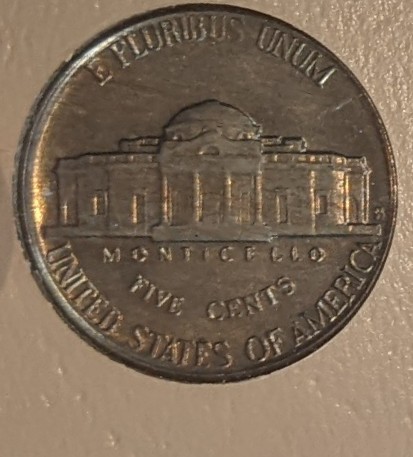 E PLURIBUS UNUM
MONTICELLO
FIVE CENTS
UNITED STATES OF AMERICA